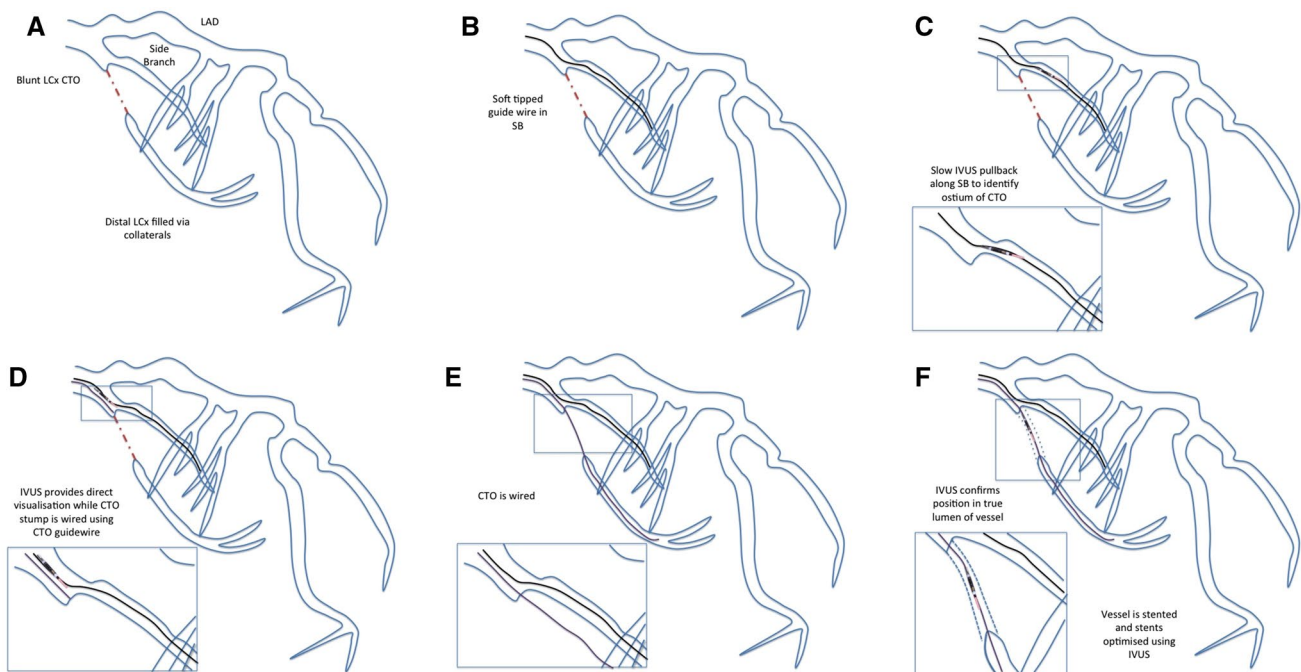 A
LAD
Side
Branch
Blunt LCx CTO
Distal LCx filled via
collaterals
B
Soft tipped
guide wire in
SB
C
Slow IVUS pullback
along SB to identify
ostium of CTO
D
IVUS provides direct
visualisation while CTO
stump is wired using
CTO guidewire
E
CTO is wired
F
IVUS confirms
position in true
lumen of vessel
Vessel is stented
and stents
optimised using
IVUS